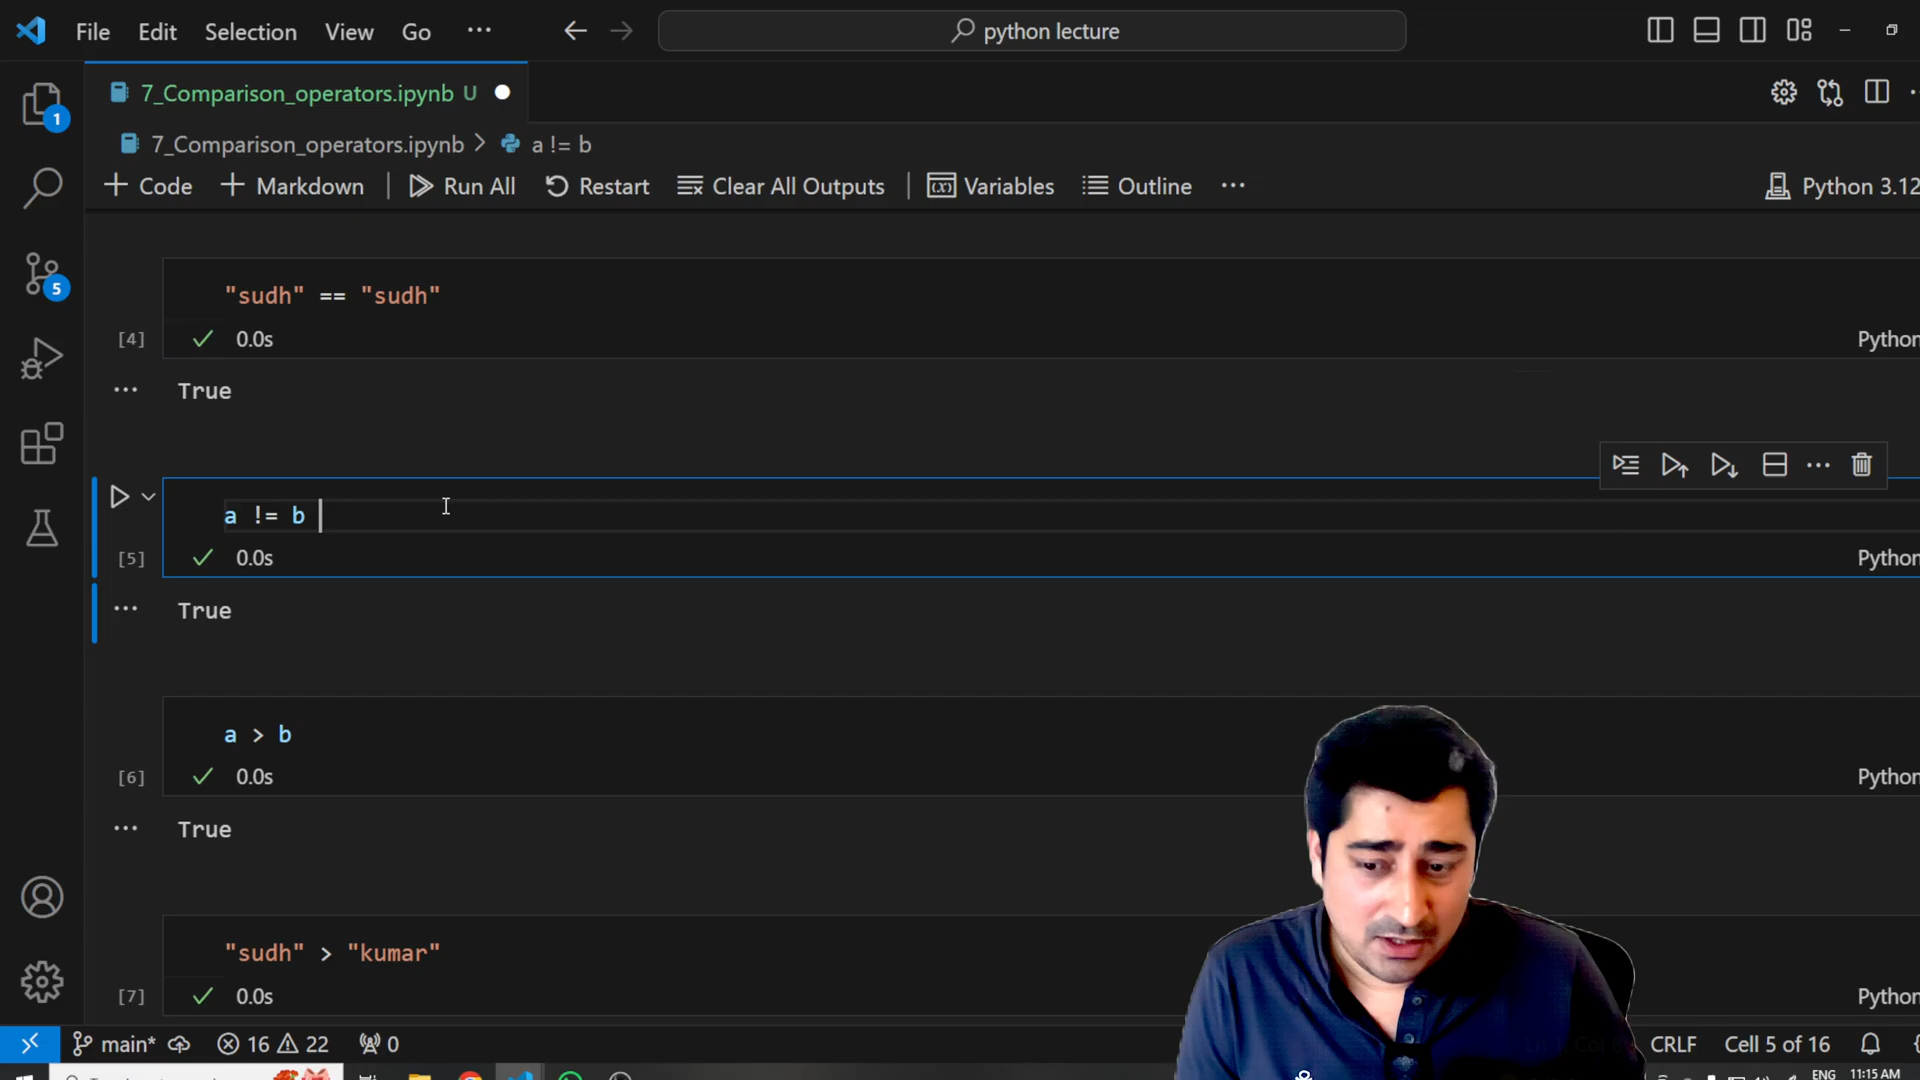 File Edit Selection View Go ... python lecture
7_Comparison_operators.ipynb U
7_Comparison_operators.ipynb > a != b
+ Code + Markdown | Run All Restart Clear All Outputs | Variables Outline ... Python 3.12
"sudh" == "sudh"
[4] 0.0s Python
True
a != b
[5] 0.0s Python
True
a > b
[6] 0.0s Python
True
"sudh" > "kumar"
[7] 0.0s Python
main* 16 22 0 CRLF Cell 5 of 16
ENG 11:15 AM
1
5